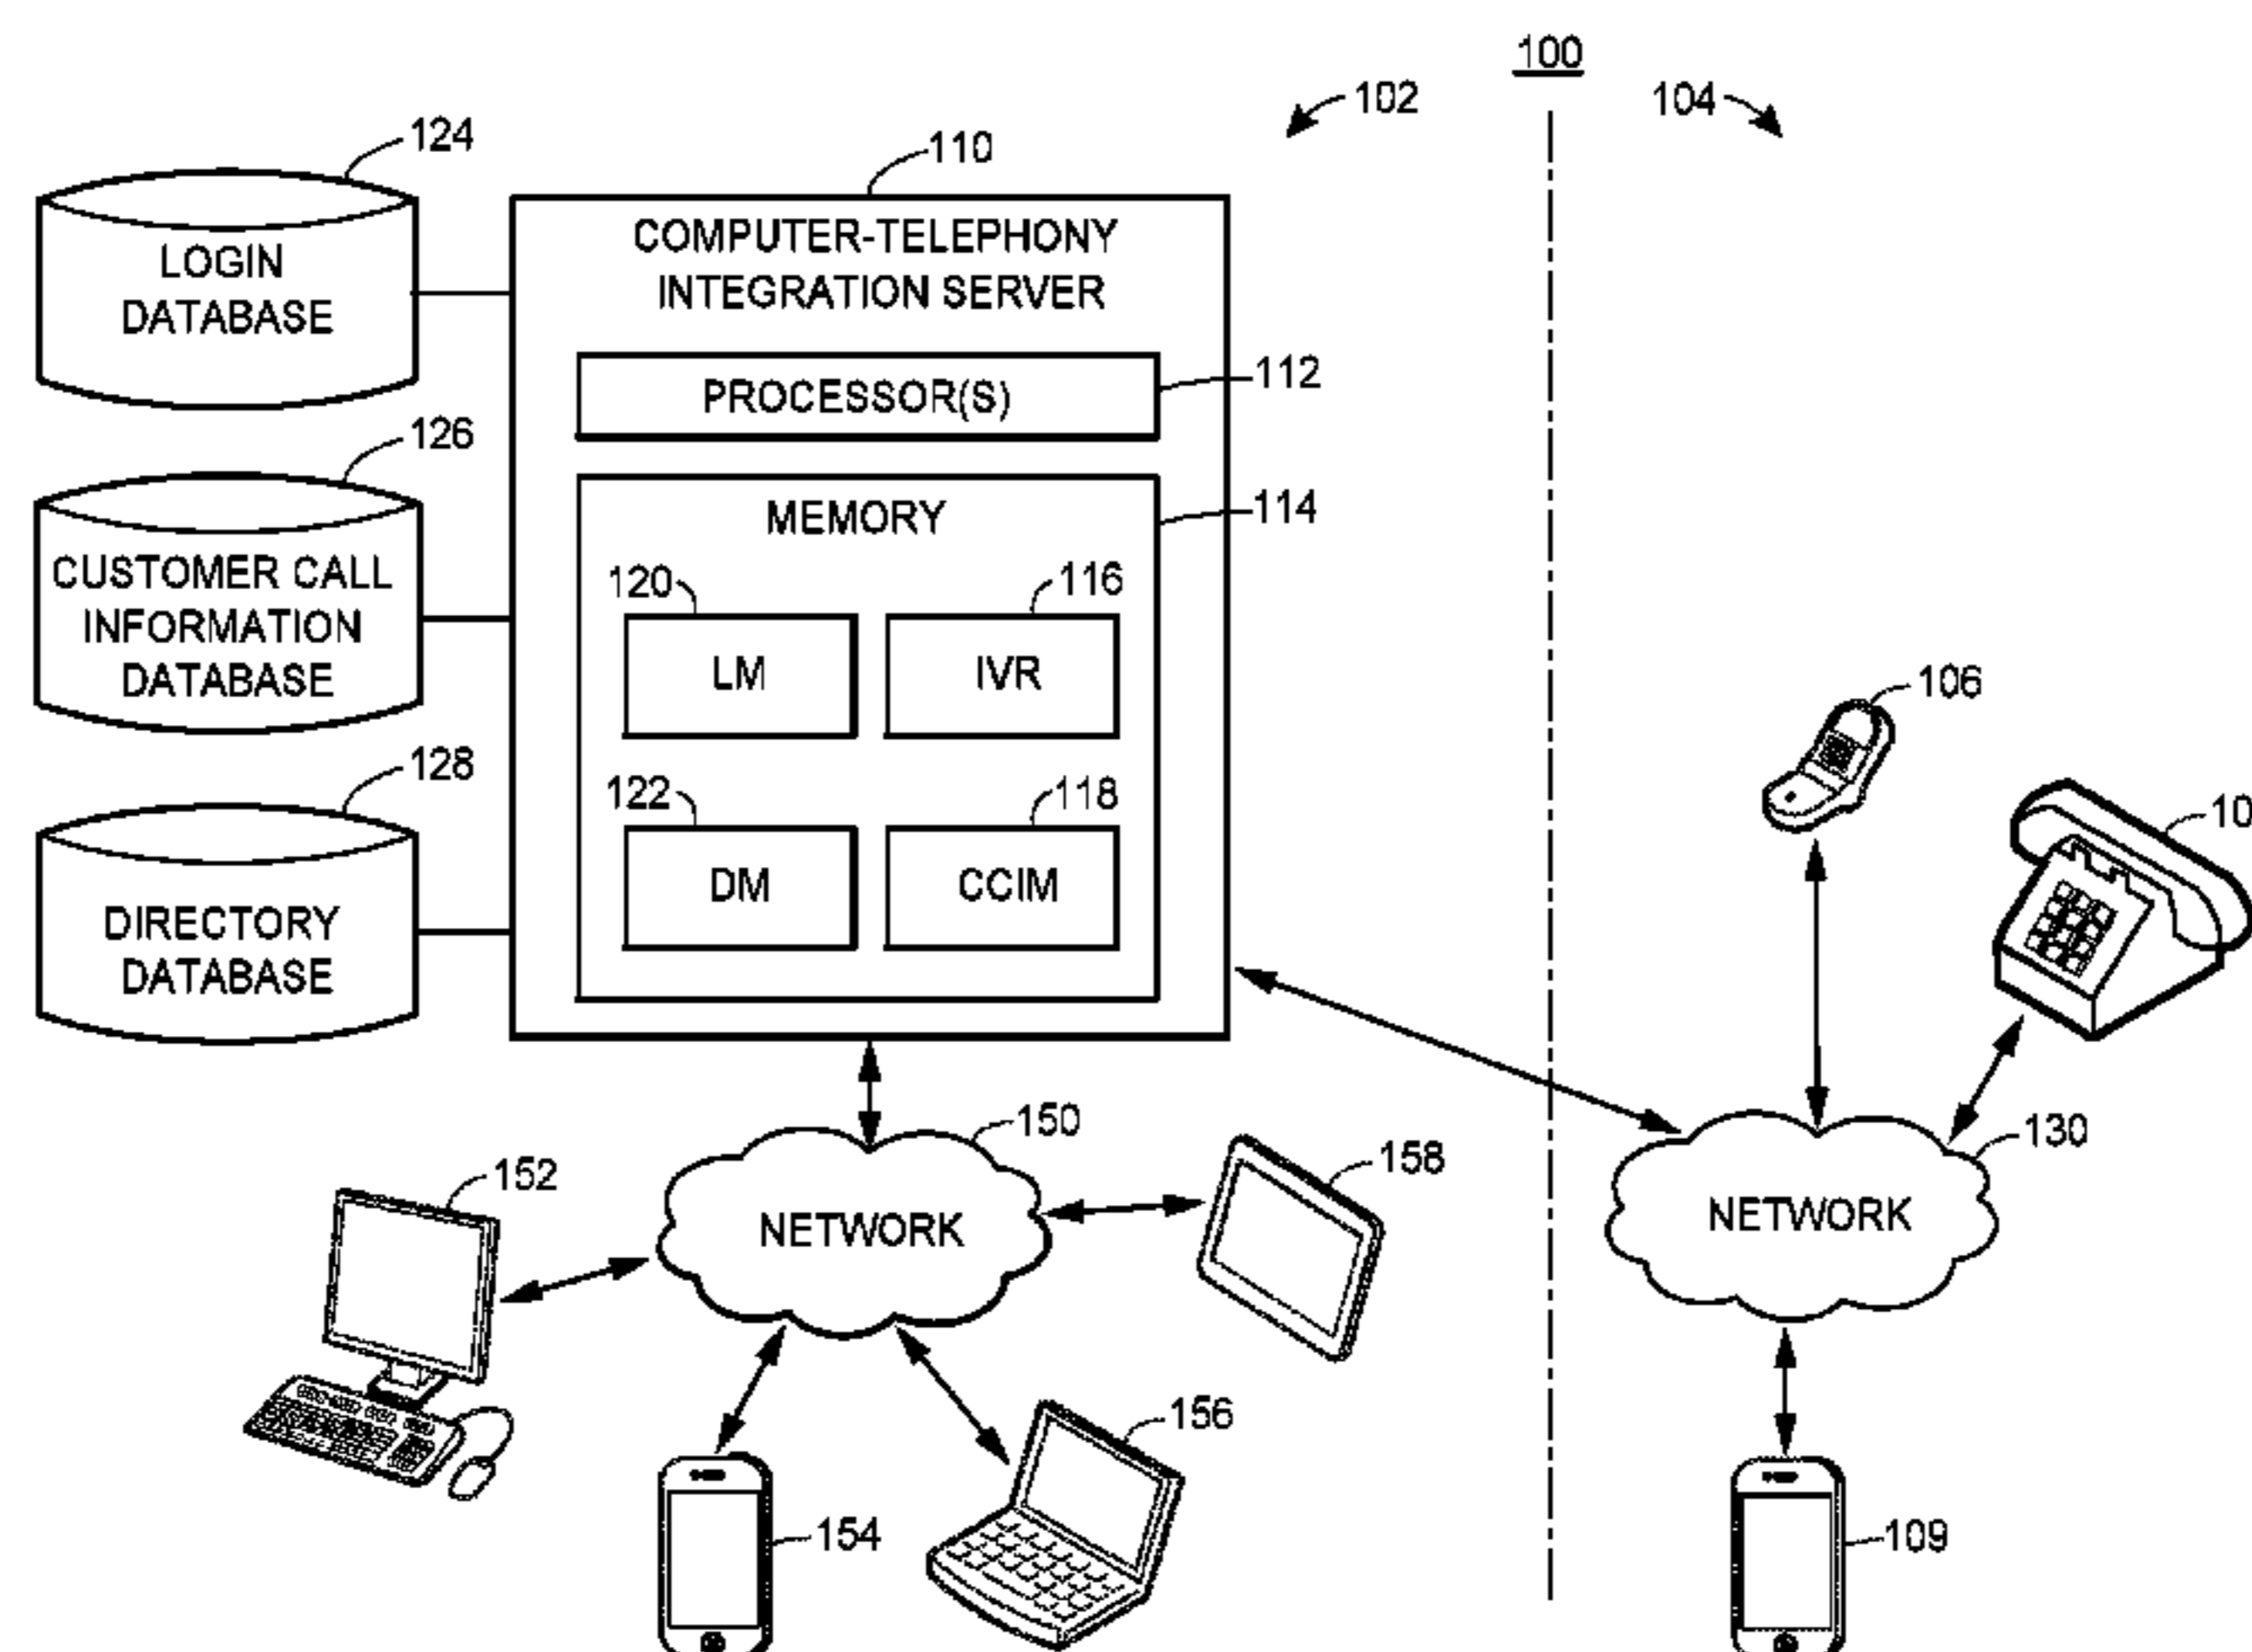 100
102
104
124
110
LOGIN
DATABASE
COMPUTER-TELEPHONY
INTEGRATION SERVER
PROCESSOR(S)
112
126
MEMORY
114
CUSTOMER CALL
INFORMATION
DATABASE
120
116
LM
IVR
106
128
122
118
DM
CCIM
10
DIRECTORY
DATABASE
150
130
152
158
NETWORK
NETWORK
156
154
109